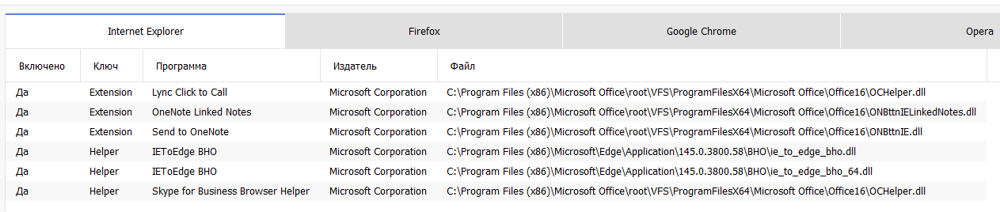 Internet Explorer Firefox Google Chrome Opera
Включено Ключ Программа Издатель Файл
Да Extension Lync Click to Call Microsoft Corporation C:\Program Files (x86)\Microsoft Office\root\VFS\ProgramFilesX64\Microsoft Office\Office16\OCHelper.dll
Да Extension OneNote Linked Notes Microsoft Corporation C:\Program Files (x86)\Microsoft Office\root\VFS\ProgramFilesX64\Microsoft Office\Office16\ONBttnIELinkedNotes.dll
Да Extension Send to OneNote Microsoft Corporation C:\Program Files (x86)\Microsoft Office\root\VFS\ProgramFilesX64\Microsoft Office\Office16\ONBttnIE.dll
Да Helper IEToEdge BHO Microsoft Corporation C:\Program Files (x86)\Microsoft\Edge\Application\145.0.3800.58\BHO\ie_to_edge_bho.dll
Да Helper IEToEdge BHO Microsoft Corporation C:\Program Files (x86)\Microsoft\Edge\Application\145.0.3800.58\BHO\ie_to_edge_bho_64.dll
Да Helper Skype for Business Browser Helper Microsoft Corporation C:\Program Files (x86)\Microsoft Office\root\VFS\ProgramFilesX64\Microsoft Office\Office16\OCHelper.dll